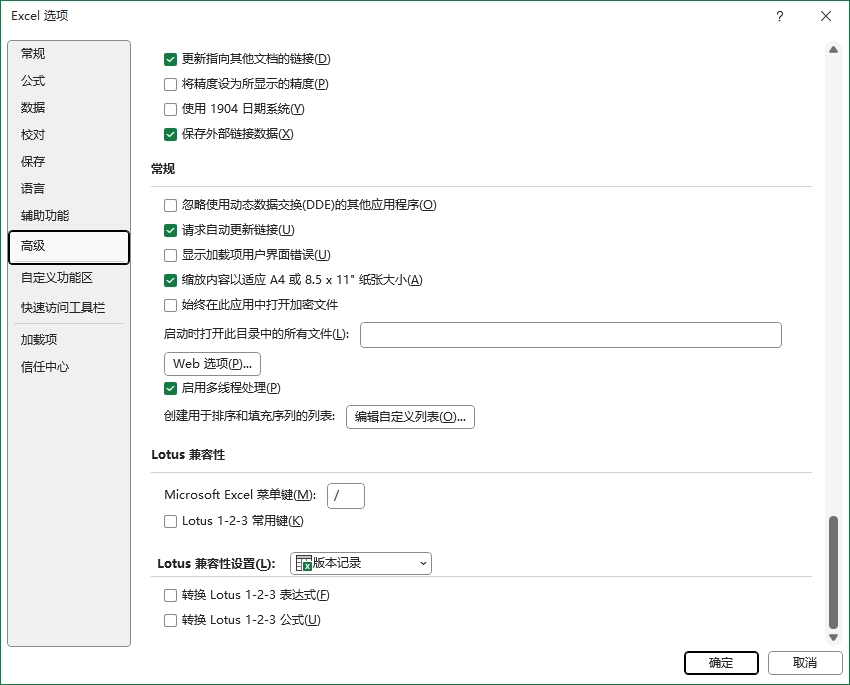 Excel 选项
?
常规
公式
数据
校对
保存
语言
辅助功能
高级
自定义功能区
快速访问工具栏
加载项
信任中心
更新指向其他文档的链接(D)
将精度设为所显示的精度(P)
使用 1904 日期系统(Y)
保存外部链接数据(X)
常规
忽略使用动态数据交换(DDE)的其他应用程序(O)
请求自动更新链接(U)
显示加载项用户界面错误(U)
缩放内容以适应 A4 或 8.5 x 11" 纸张大小(A)
始终在此应用中打开加密文件
启动时打开此目录中的所有文件(L):
Web 选项(P)...
启用多线程处理(P)
创建用于排序和填充序列的列表: 编辑自定义列表(O)...
Lotus 兼容性
Microsoft Excel 菜单键(M): /
Lotus 1-2-3 常用键(K)
Lotus 兼容性设置(L): 版本记录
转换 Lotus 1-2-3 表达式(F)
转换 Lotus 1-2-3 公式(U)
确定 取消